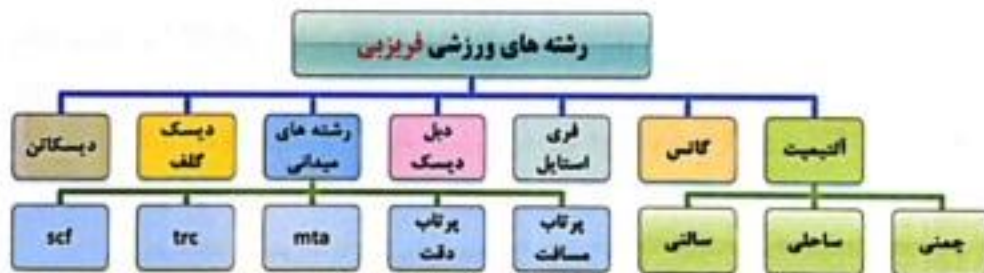 رشته های ورزشی فریزبی
آلتیمیت
گاتس
فری
استایل
دبل
دیسک
رشته های
میدانی
دیسک
گلف
دیسکاتن
چمنی
ساحلی
سالنی
پرتاب
مسافت
پرتاب
دقت
mta
trc
scf